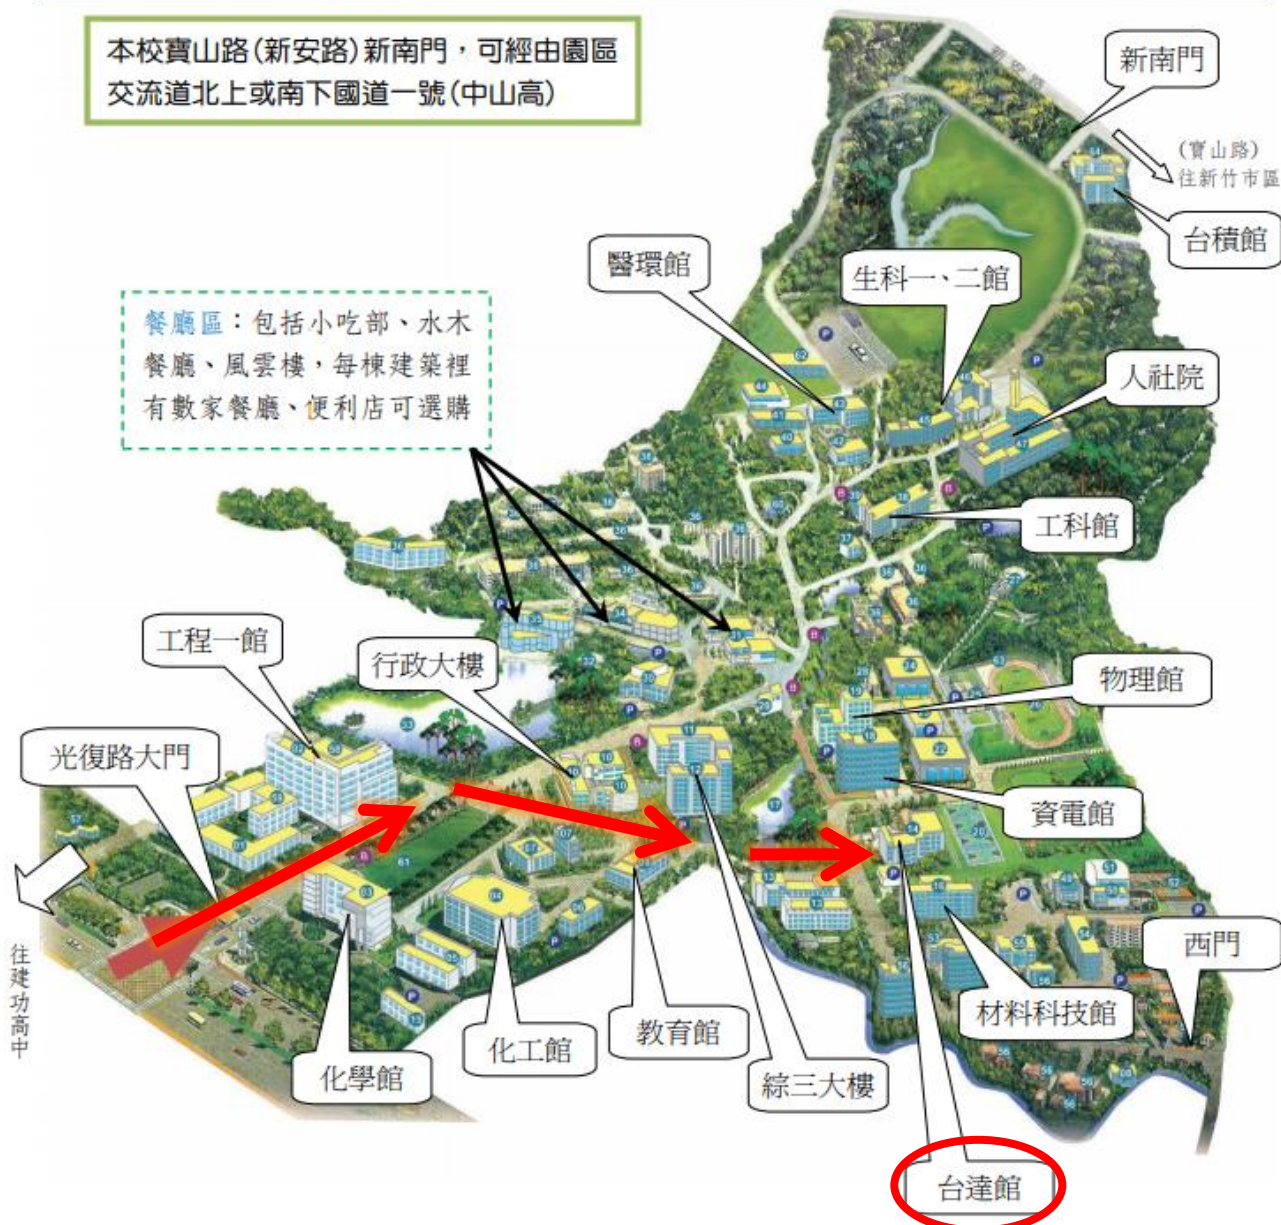 本校寶山路(新安路)新南門，可經由園區
交流道北上或南下國道一號(中山高)
新安路
新南門
(寶山路)
往新竹市區
台積館
醫環館
生科一、二館
餐廳區：包括小吃部、水木
餐廳、風雲樓，每棟建築裡
有數家餐廳、便利店可選購
人社院
工科館
工程一館
行政大樓
物理館
光復路大門
資電館
往建功高中
西門
材料科技館
教育館
化工館
化學館
綜三大樓
台達館